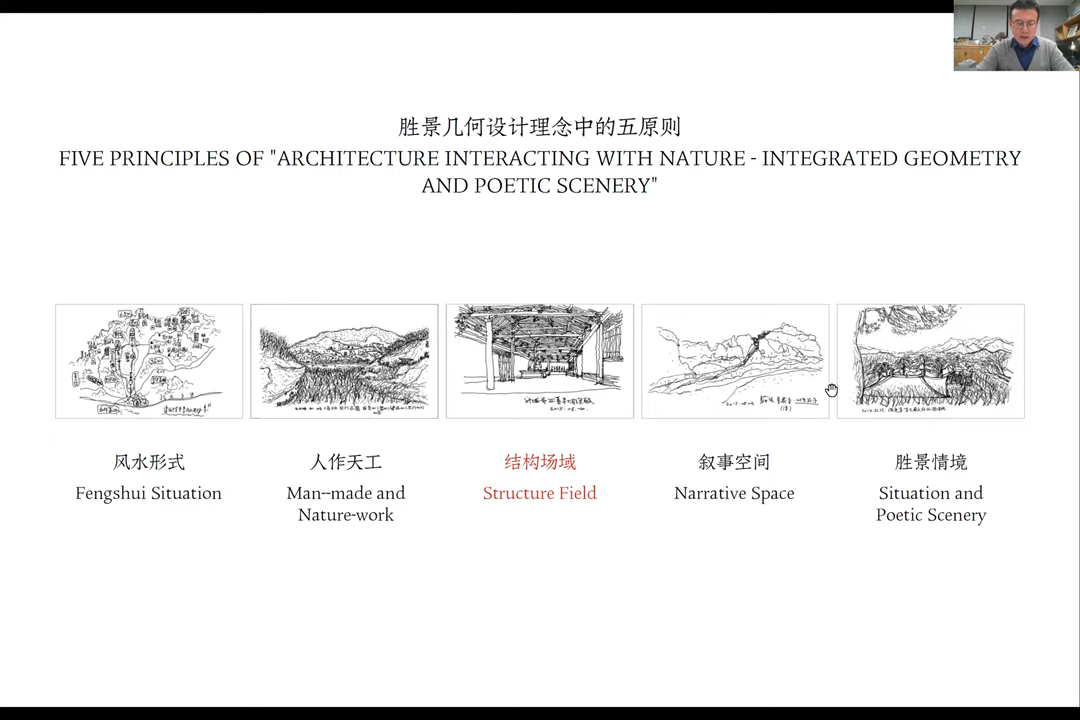 胜景几何设计理念中的五原则
FIVE PRINCIPLES OF "ARCHITECTURE INTERACTING WITH NATURE - INTEGRATED GEOMETRY
AND POETIC SCENERY"
风水形式
Fengshui Situation
人作天工
Man--made and
Nature-work
结构场域
Structure Field
叙事空间
Narrative Space
胜景情境
Situation and
Poetic Scenery